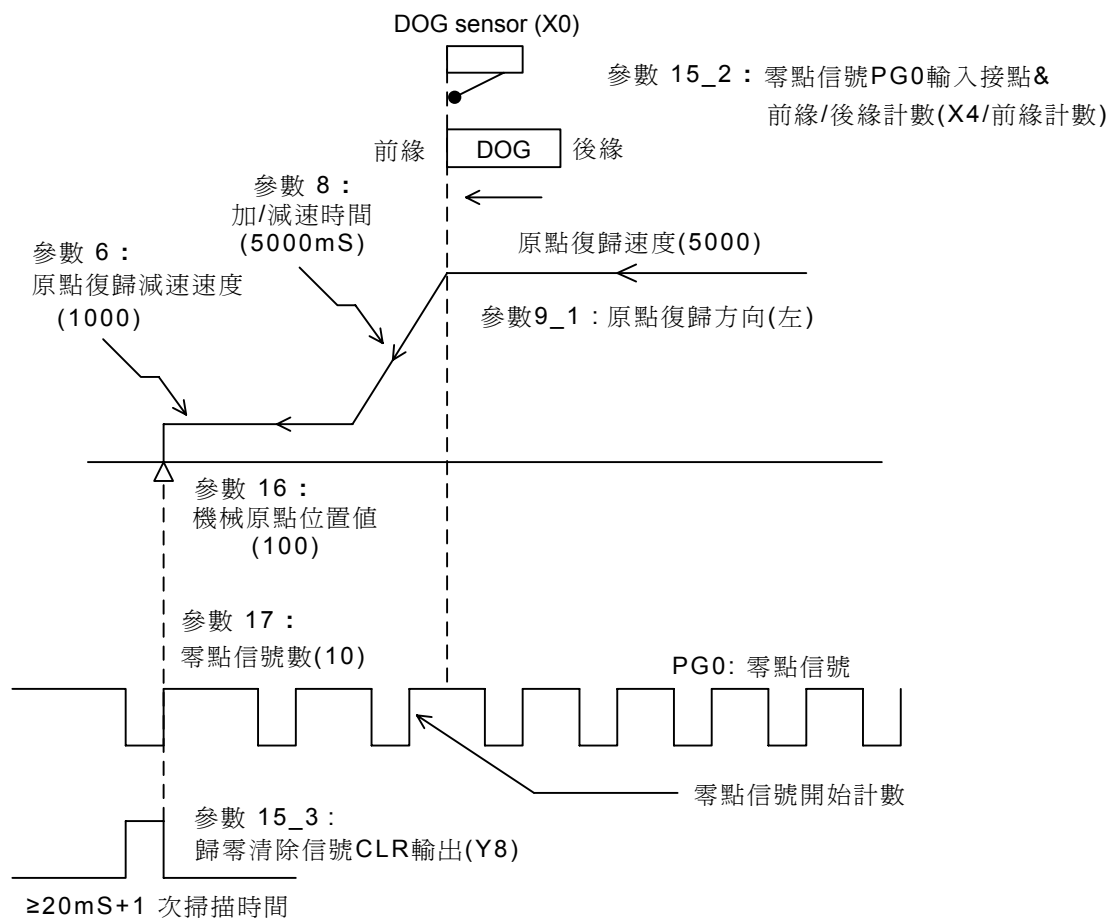 DOG sensor (X0)
參數 15_2：零點信號PG0輸入接點&
前緣/後緣計數(X4/前緣計數)
前緣
DOG
後緣
參數 8：
加/減速時間
(5000mS)
參數 6：
原點復歸減速速度
(1000)
原點復歸速度(5000)
參數9_1：原點復歸方向(左)
參數 16：
機械原點位置值
(100)
參數 17：
零點信號數(10)
PG0: 零點信號
零點信號開始計數
參數 15_3：
歸零清除信號CLR輸出(Y8)
≥20mS+1 次掃描時間